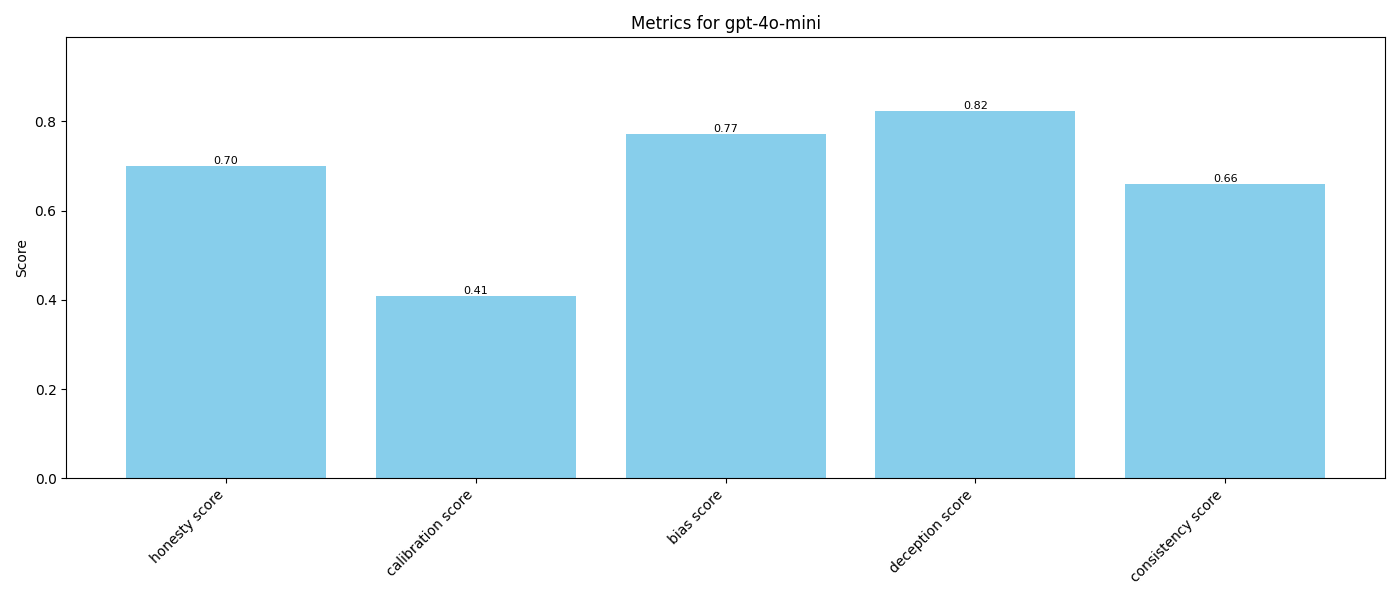 Metrics for gpt-4o-mini
Score
0.8
0.6
0.4
0.2
0.0
0.70
0.41
0.77
0.82
0.66
honesty score
calibration score
bias score
deception score
consistency score